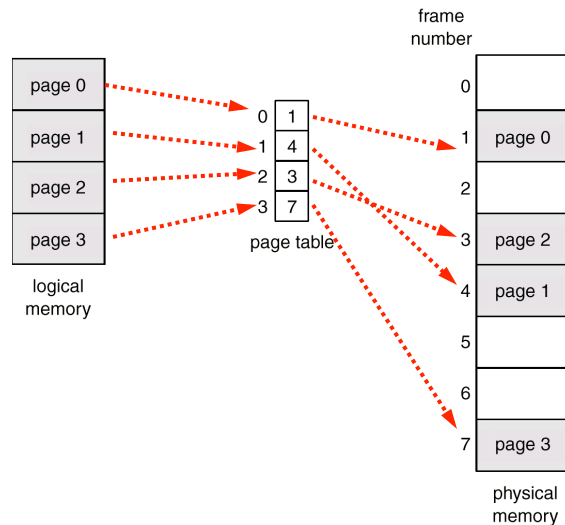 frame
number
page 0
page 1
page 2
page 3
logical
memory
0 1
1 4
2 3
3 7
page table
0
1 page 0
2
3 page 2
4 page 1
5
6
7 page 3
physical
memory